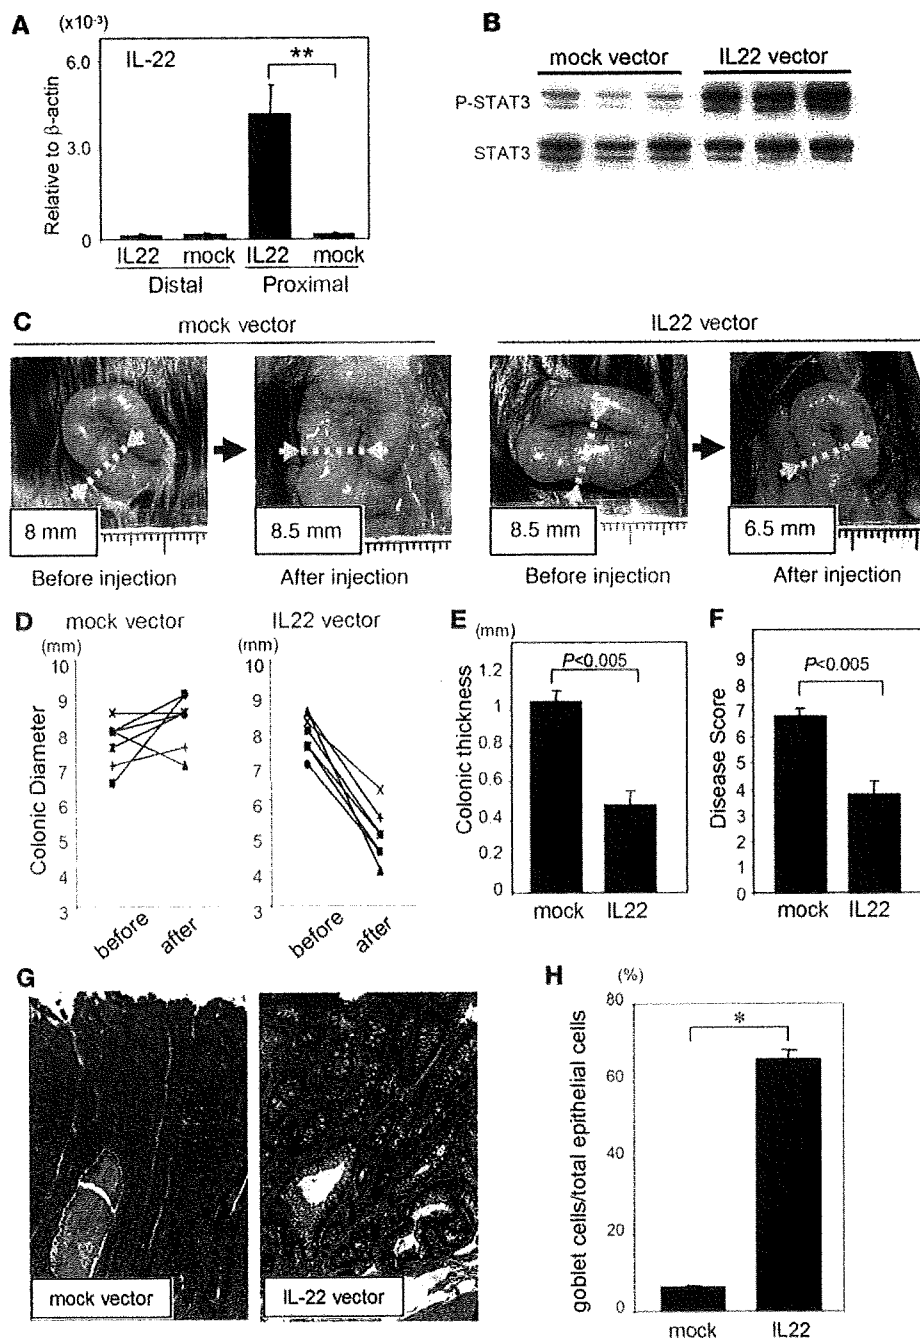 A (x10⁻³)
IL-22
**
6.0
3.0
0
Relative to β-actin
IL22 mock IL22 mock
Distal Proximal
B
mock vector IL22 vector
P-STAT3
STAT3
C
mock vector IL22 vector
8 mm
8.5 mm
8.5 mm
6.5 mm
Before injection After injection Before injection After injection
D mock vector IL22 vector
(mm) (mm)
10 10
9 9
8 8
7 7
6 6
5 5
4 4
3 3
Colonic Diameter
before after before after
E (mm)
1.2
1
0.8
0.6
0.4
0.2
0
Colonic thickness
P<0.005
mock IL22
F
9
8
7
6
5
4
3
2
1
0
Disease Score
P<0.005
mock IL22
G
mock vector
IL-22 vector
H (%)
80
60
40
20
0
goblet cells/total epithelial cells
*
mock IL22